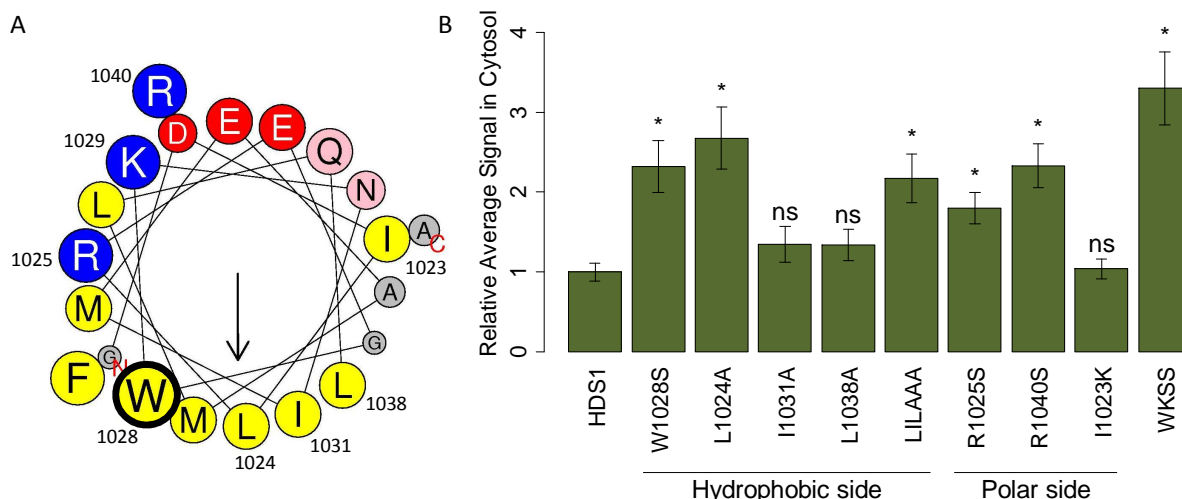 A
R
1040
D
E
E
K
1029
Q
N
L
I
A
C
1023
R
1025
A
M
G
G
N
F
W
1028
M
L
1024
I
1031
L
1038
B
Relative Average Signal in Cytosol
0
1
2
3
4
*
*
ns
ns
*
*
*
ns
*
HDS1
W1028S
L1024A
I1031A
L1038A
LILAAA
R1025S
R1040S
I1023K
WKSS
Hydrophobic side
Polar side